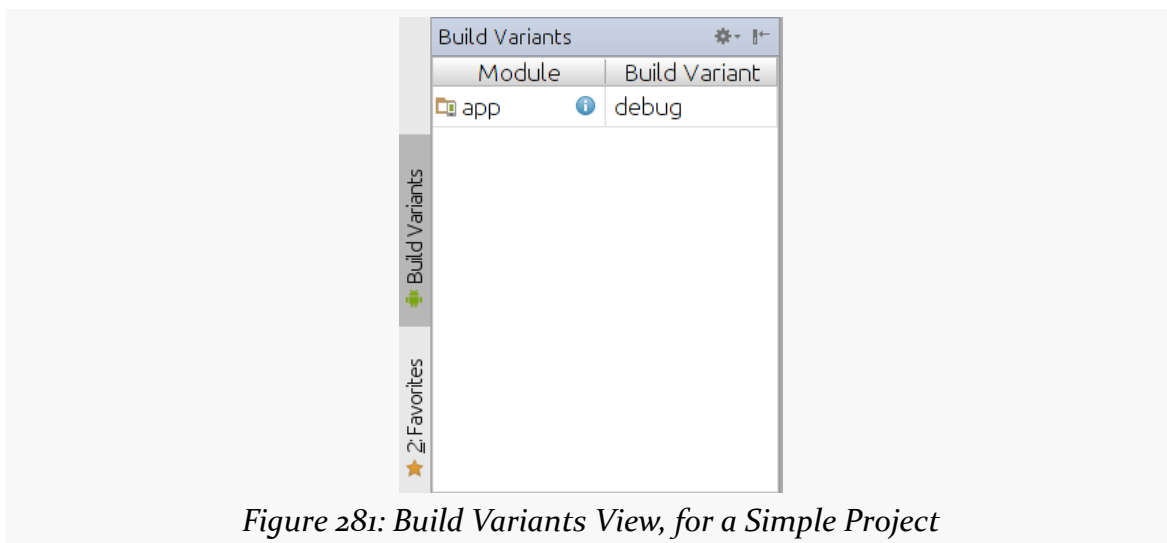 Build Variants
Module Build Variant
app debug
Build Variants
2: Favorites
Figure 281: Build Variants View, for a Simple Project